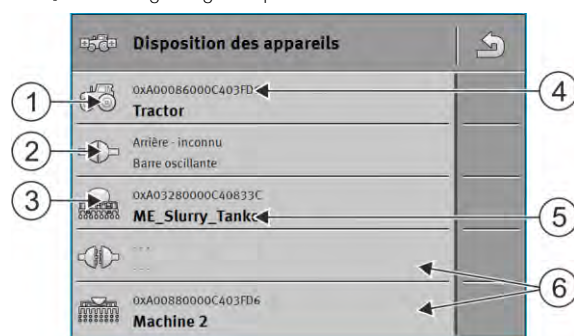 Disposition des appareils
1
0xA00086000C403FD
4
Tractor
2
Arrière - inconnu
Barre oscillante
3
0xA03280000C40833C
ME_Slurry_Tank
5
- - -
- - -
6
0xA00880000C403FD6
Machine 2